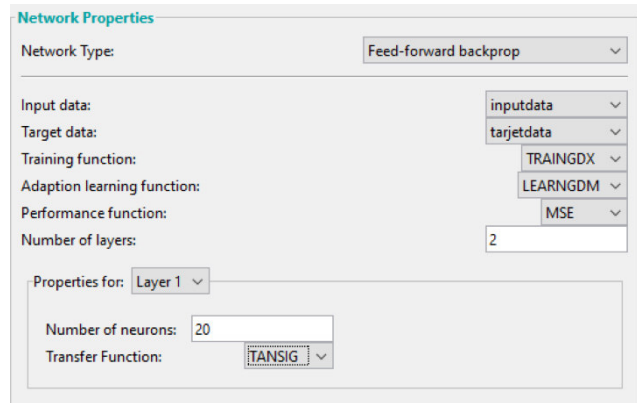 Network Properties
Network Type: Feed-forward backprop
Input data: inputdata
Target data: tarjetdata
Training function: TRAINGDX
Adaption learning function: LEARNGDM
Performance function: MSE
Number of layers: 2
Properties for: Layer 1
Number of neurons: 20
Transfer Function: TANSIG